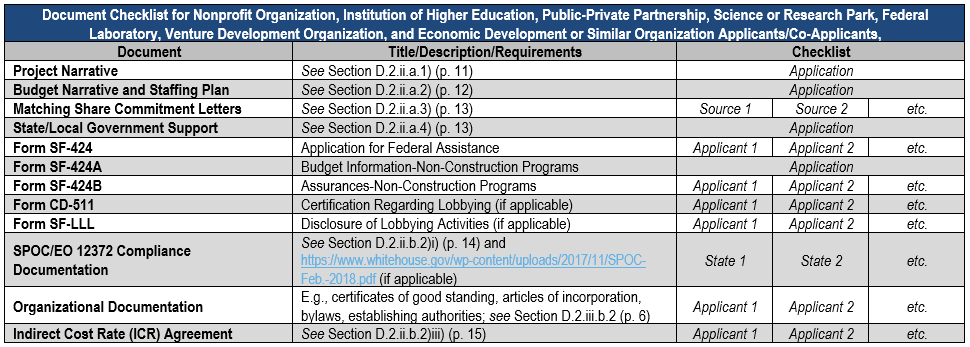 Document Checklist for Nonprofit Organization, Institution of Higher Education, Public-Private Partnership, Science or Research Park, Federal
Laboratory, Venture Development Organization, and Economic Development or Similar Organization Applicants/Co-Applicants,
Document Title/Description/Requirements Checklist
Project Narrative See Section D.2.ii.a.1) (p. 11) Application
Budget Narrative and Staffing Plan See Section D.2.ii.a.2) (p. 12) Application
Matching Share Commitment Letters See Section D.2.ii.a.3) (p. 13) Source 1 Source 2 etc.
State/Local Government Support See Section D.2.ii.a.4) (p. 13) Application
Form SF-424 Application for Federal Assistance Applicant 1 Applicant 2 etc.
Form SF-424A Budget Information-Non-Construction Programs Application
Form SF-424B Assurances-Non-Construction Programs Applicant 1 Applicant 2 etc.
Form CD-511 Certification Regarding Lobbying (if applicable) Applicant 1 Applicant 2 etc.
Form SF-LLL Disclosure of Lobbying Activities (if applicable) Applicant 1 Applicant 2 etc.
SPOC/EO 12372 Compliance
Documentation
See Section D.2.ii.b.2)i) (p. 14) and
https://www.whitehouse.gov/wp-content/uploads/2017/11/SPOC-
Feb.-2018.pdf (if applicable)
State 1 State 2 etc.
Organizational Documentation
E.g., certificates of good standing, articles of incorporation,
bylaws, establishing authorities; see Section D.2.iii.b.2 (p. 6)
Applicant 1 Applicant 2 etc.
Indirect Cost Rate (ICR) Agreement See Section D.2.ii.b.2)iii) (p. 15) Applicant 1 Applicant 2 etc.